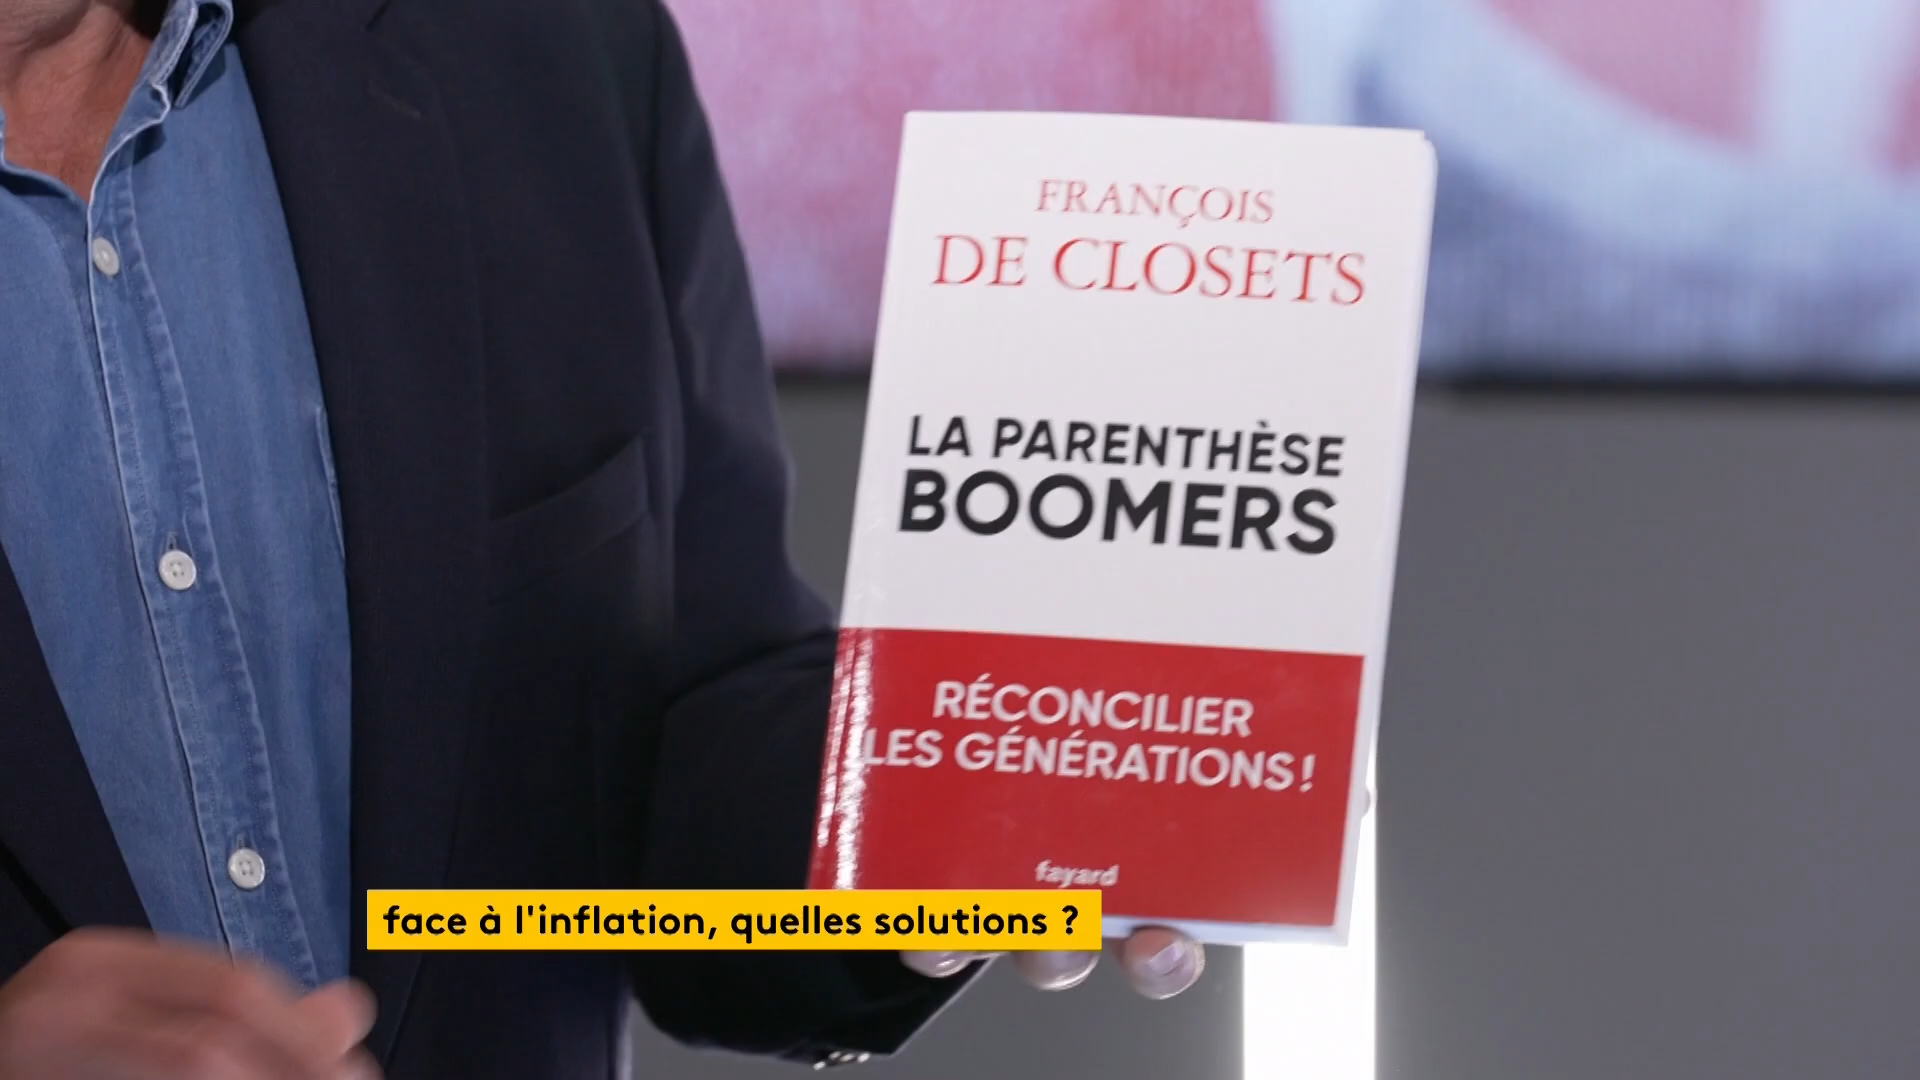 FRANÇOIS
DE CLOSETS
LA PARENTHÈSE
BOOMERS
RÉCONCILIER
LES GÉNÉRATIONS !
fayard
face à l'inflation, quelles solutions ?